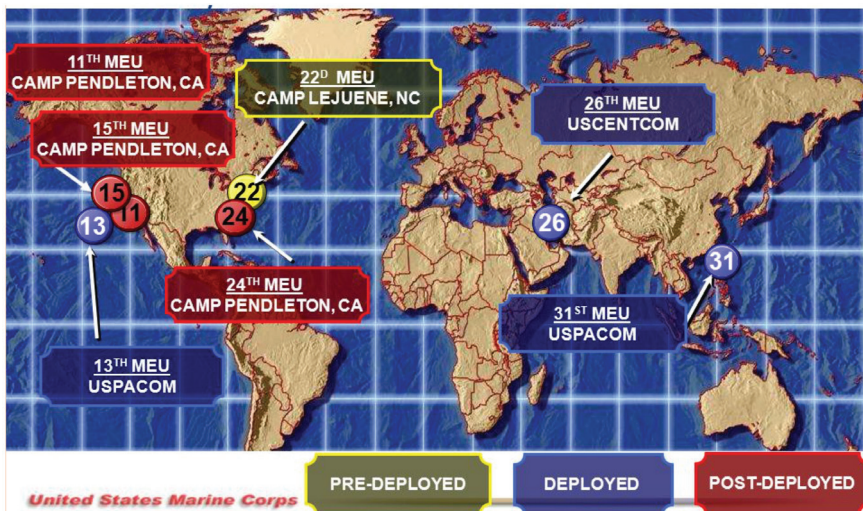 11TH MEU
CAMP PENDLETON, CA
22D MEU
CAMP LEJUENE, NC
15TH MEU
CAMP PENDLETON, CA
26TH MEU
USCENTCOM
15
11
13
22
24
26
31
24TH MEU
CAMP PENDLETON, CA
31ST MEU
USPACOM
13TH MEU
USPACOM
PRE-DEPLOYED
DEPLOYED
POST-DEPLOYED
United States Marine Corps